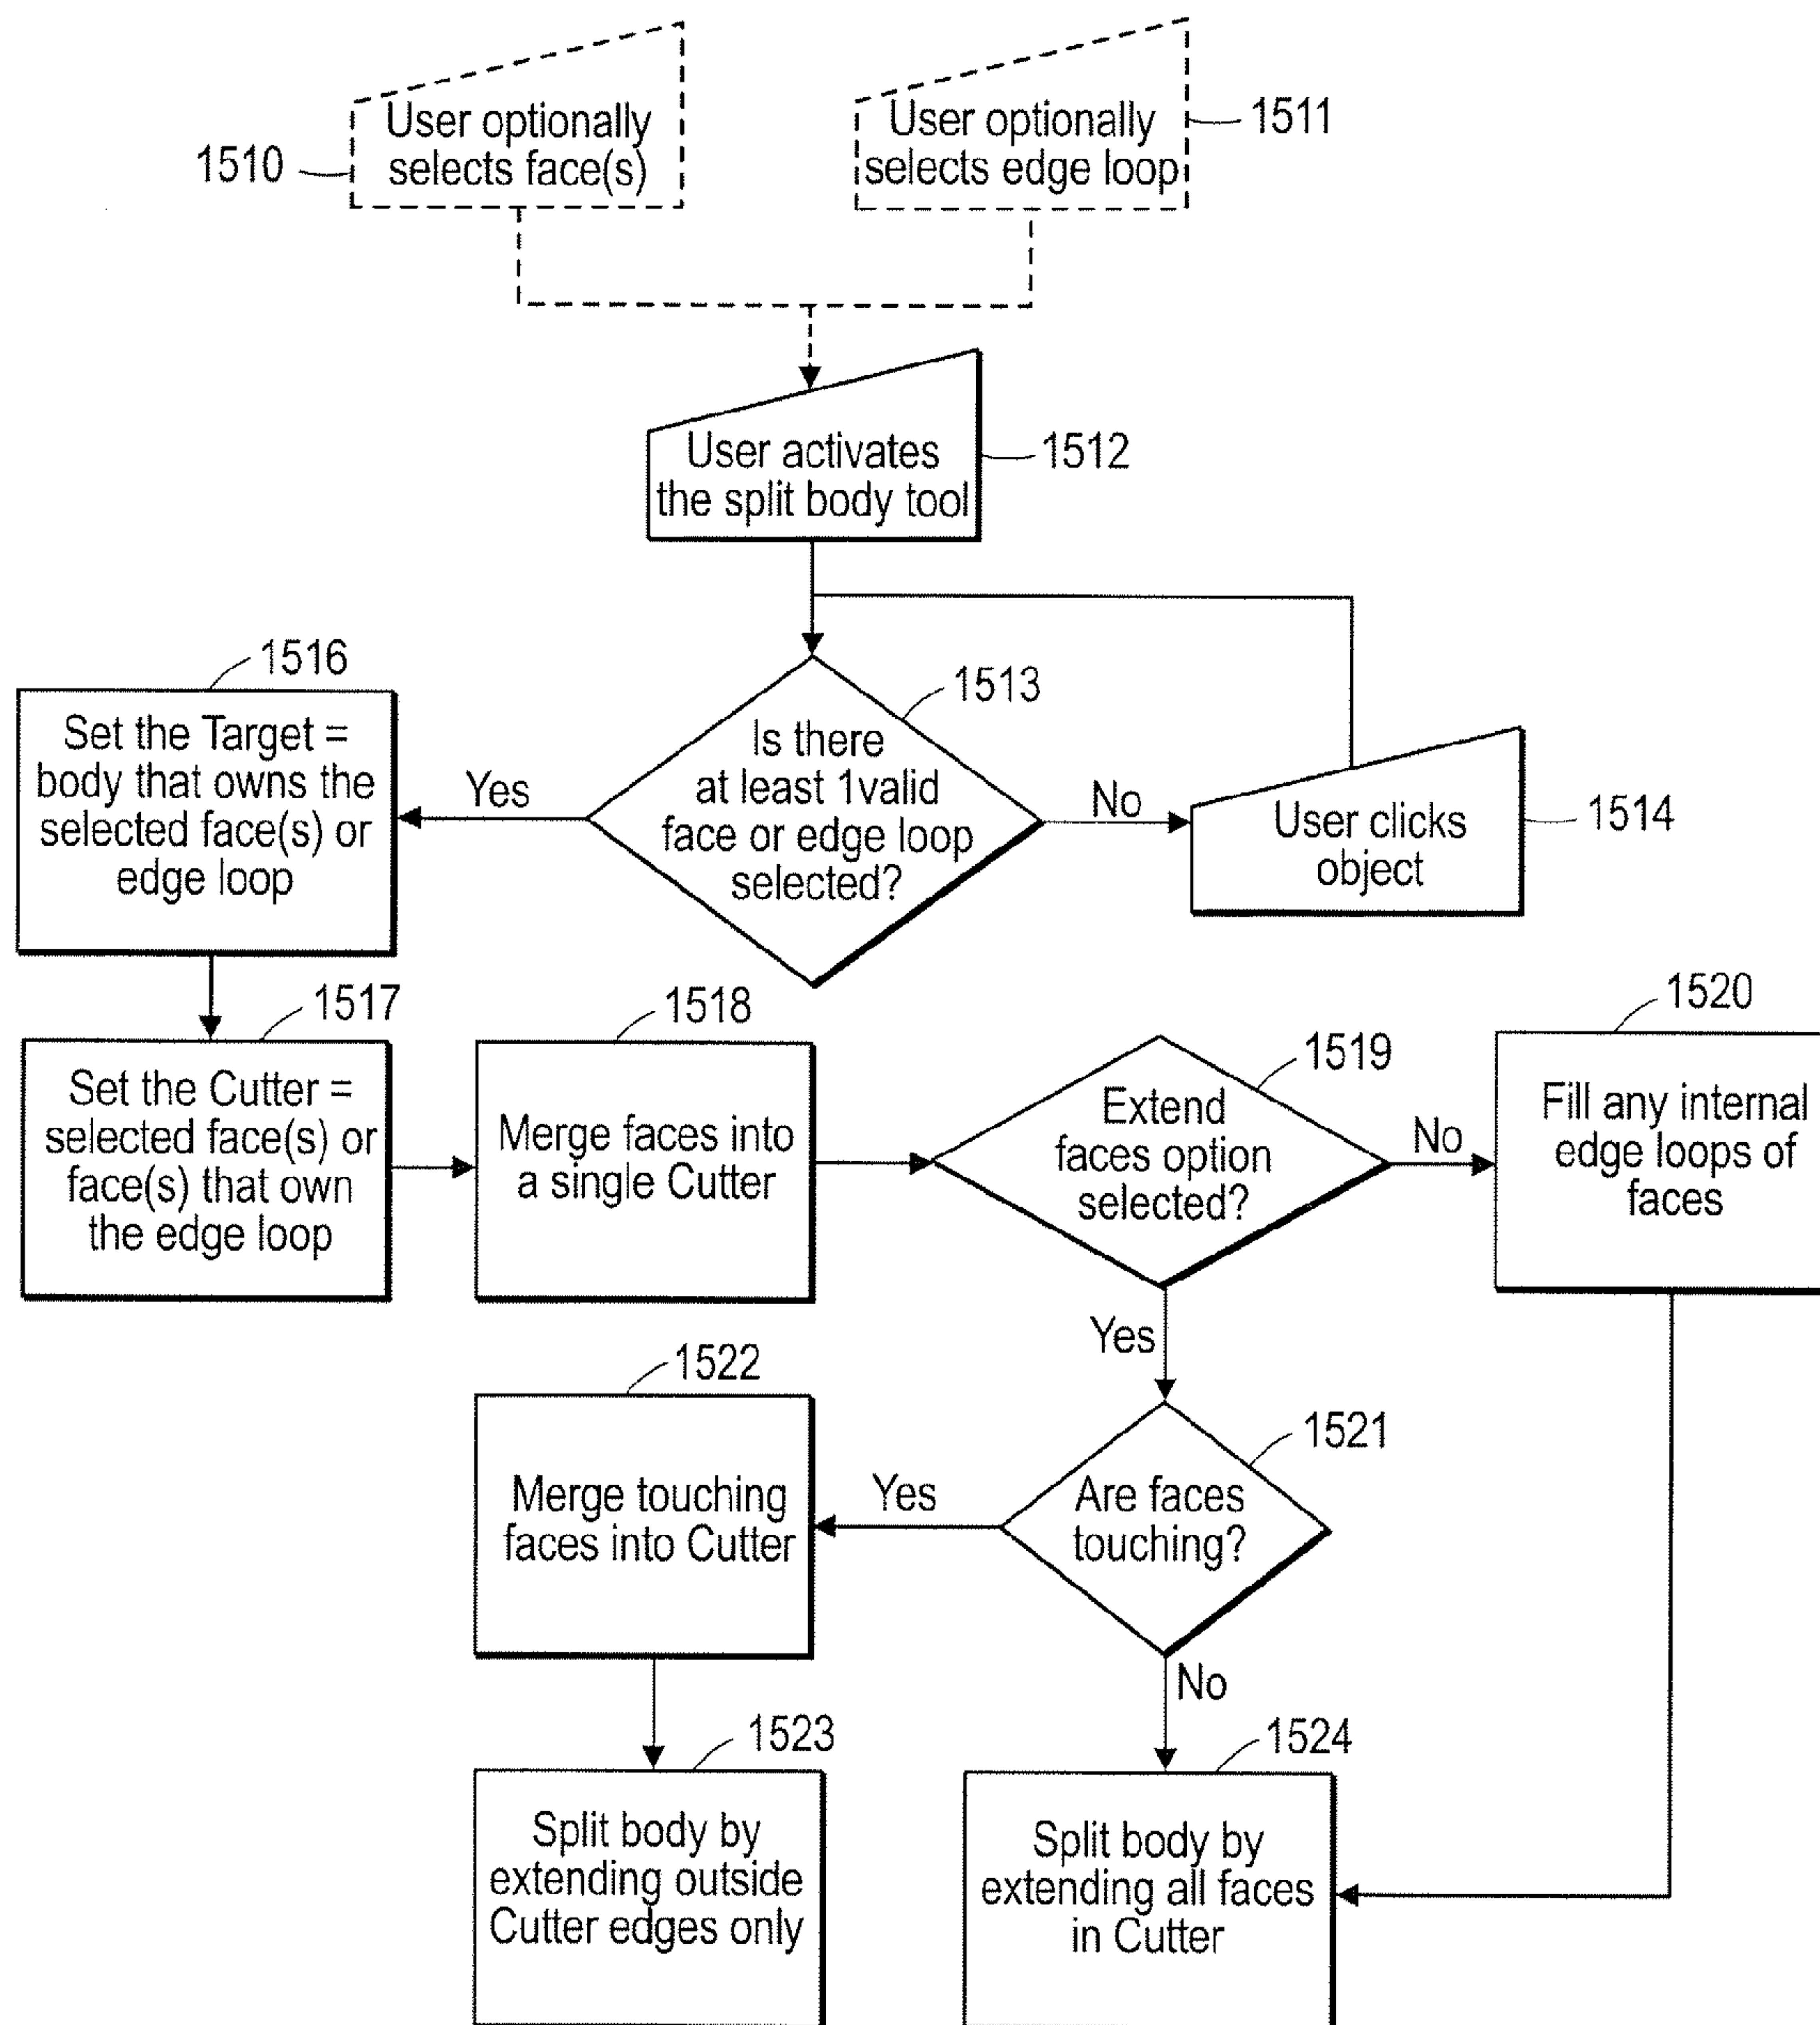 User optionally
selects face(s)
1510
User optionally
selects edge loop
1511
User activates
the split body tool
1512
1516
Set the Target =
body that owns the
selected face(s) or
edge loop
Yes
1513
Is there
at least 1valid
face or edge loop
selected?
No
User clicks
object
1514
1517
Set the Cutter =
selected face(s) or
face(s) that own
the edge loop
1518
Merge faces into
a single Cutter
1519
Extend
faces option
selected?
No
1520
Fill any internal
edge loops of
faces
Yes
1522
Merge touching
faces into Cutter
Yes
1521
Are faces
touching?
No
1523
Split body by
extending outside
Cutter edges only
1524
Split body by
extending all faces
in Cutter